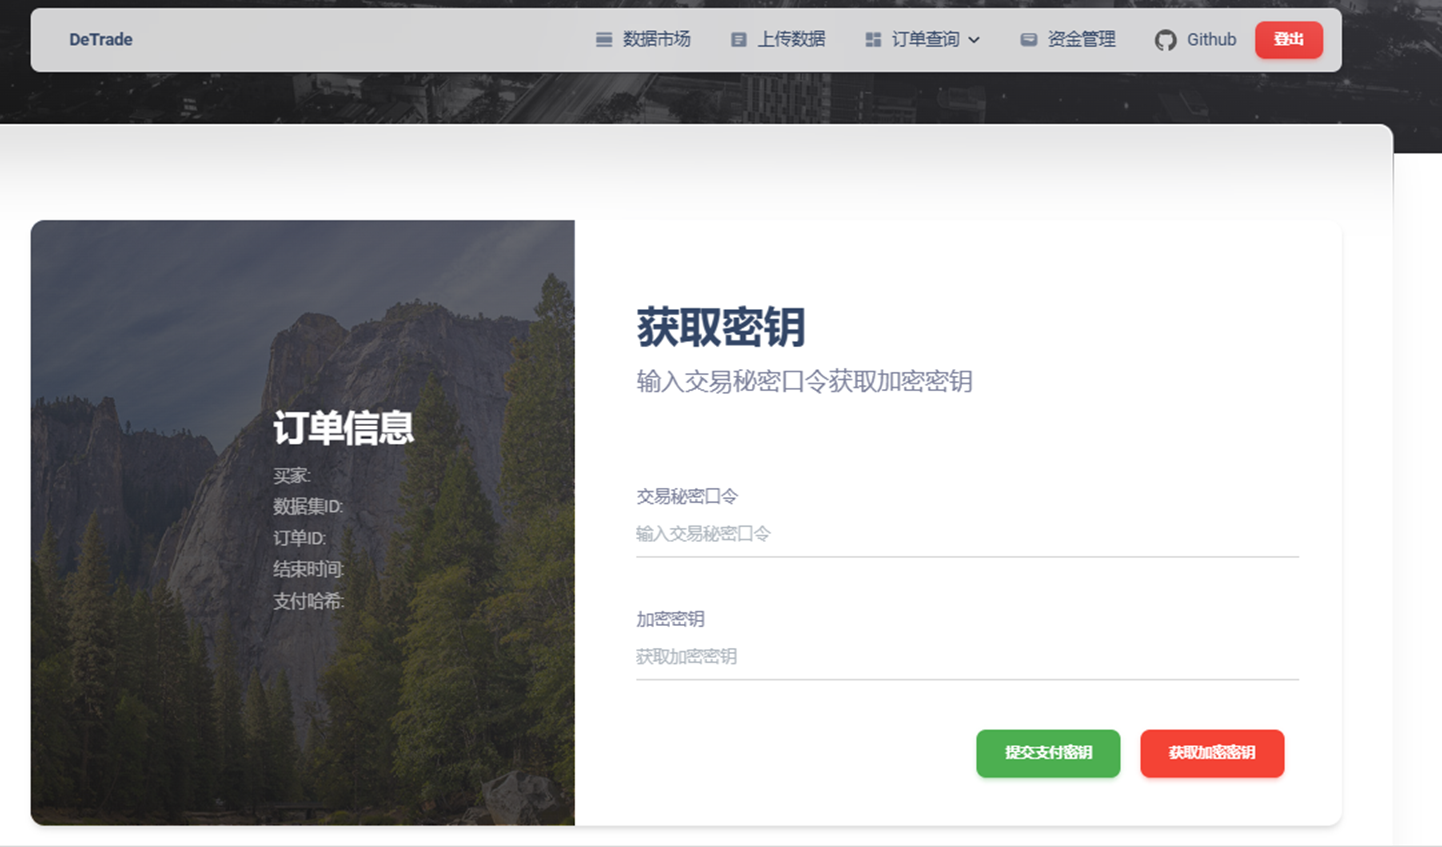 DeTrade
数据市场
上传数据
订单查询
资金管理
Github
登出
订单信息
买家:
数据集ID:
订单ID:
结束时间:
支付哈希:
获取密钥
输入交易秘密口令获取加密密钥
交易秘密口令
输入交易秘密口令
加密密钥
获取加密密钥
提交支付密钥
获取加密密钥